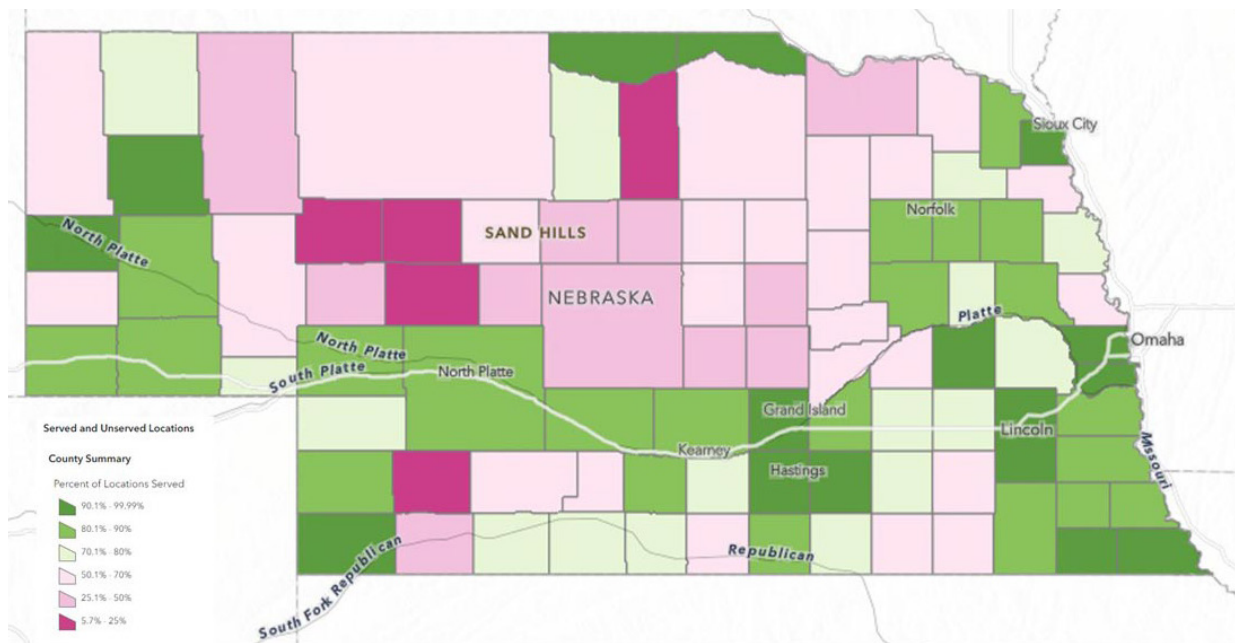 Sioux City
Norfolk
North Platte
SAND HILLS
NEBRASKA
Platte
Omaha
North Platte
South Platte
North Platte
Grand Island
Lincoln
Kearney
Hastings
Mssouri
Republican
South Fork Republican
Served and Unserved Locations
County Summary
Percent of Locations Served
90.1% - 99.99%
80.1% - 90%
70.1% - 80%
50.1% - 70%
25.1% - 50%
5.7% - 25%